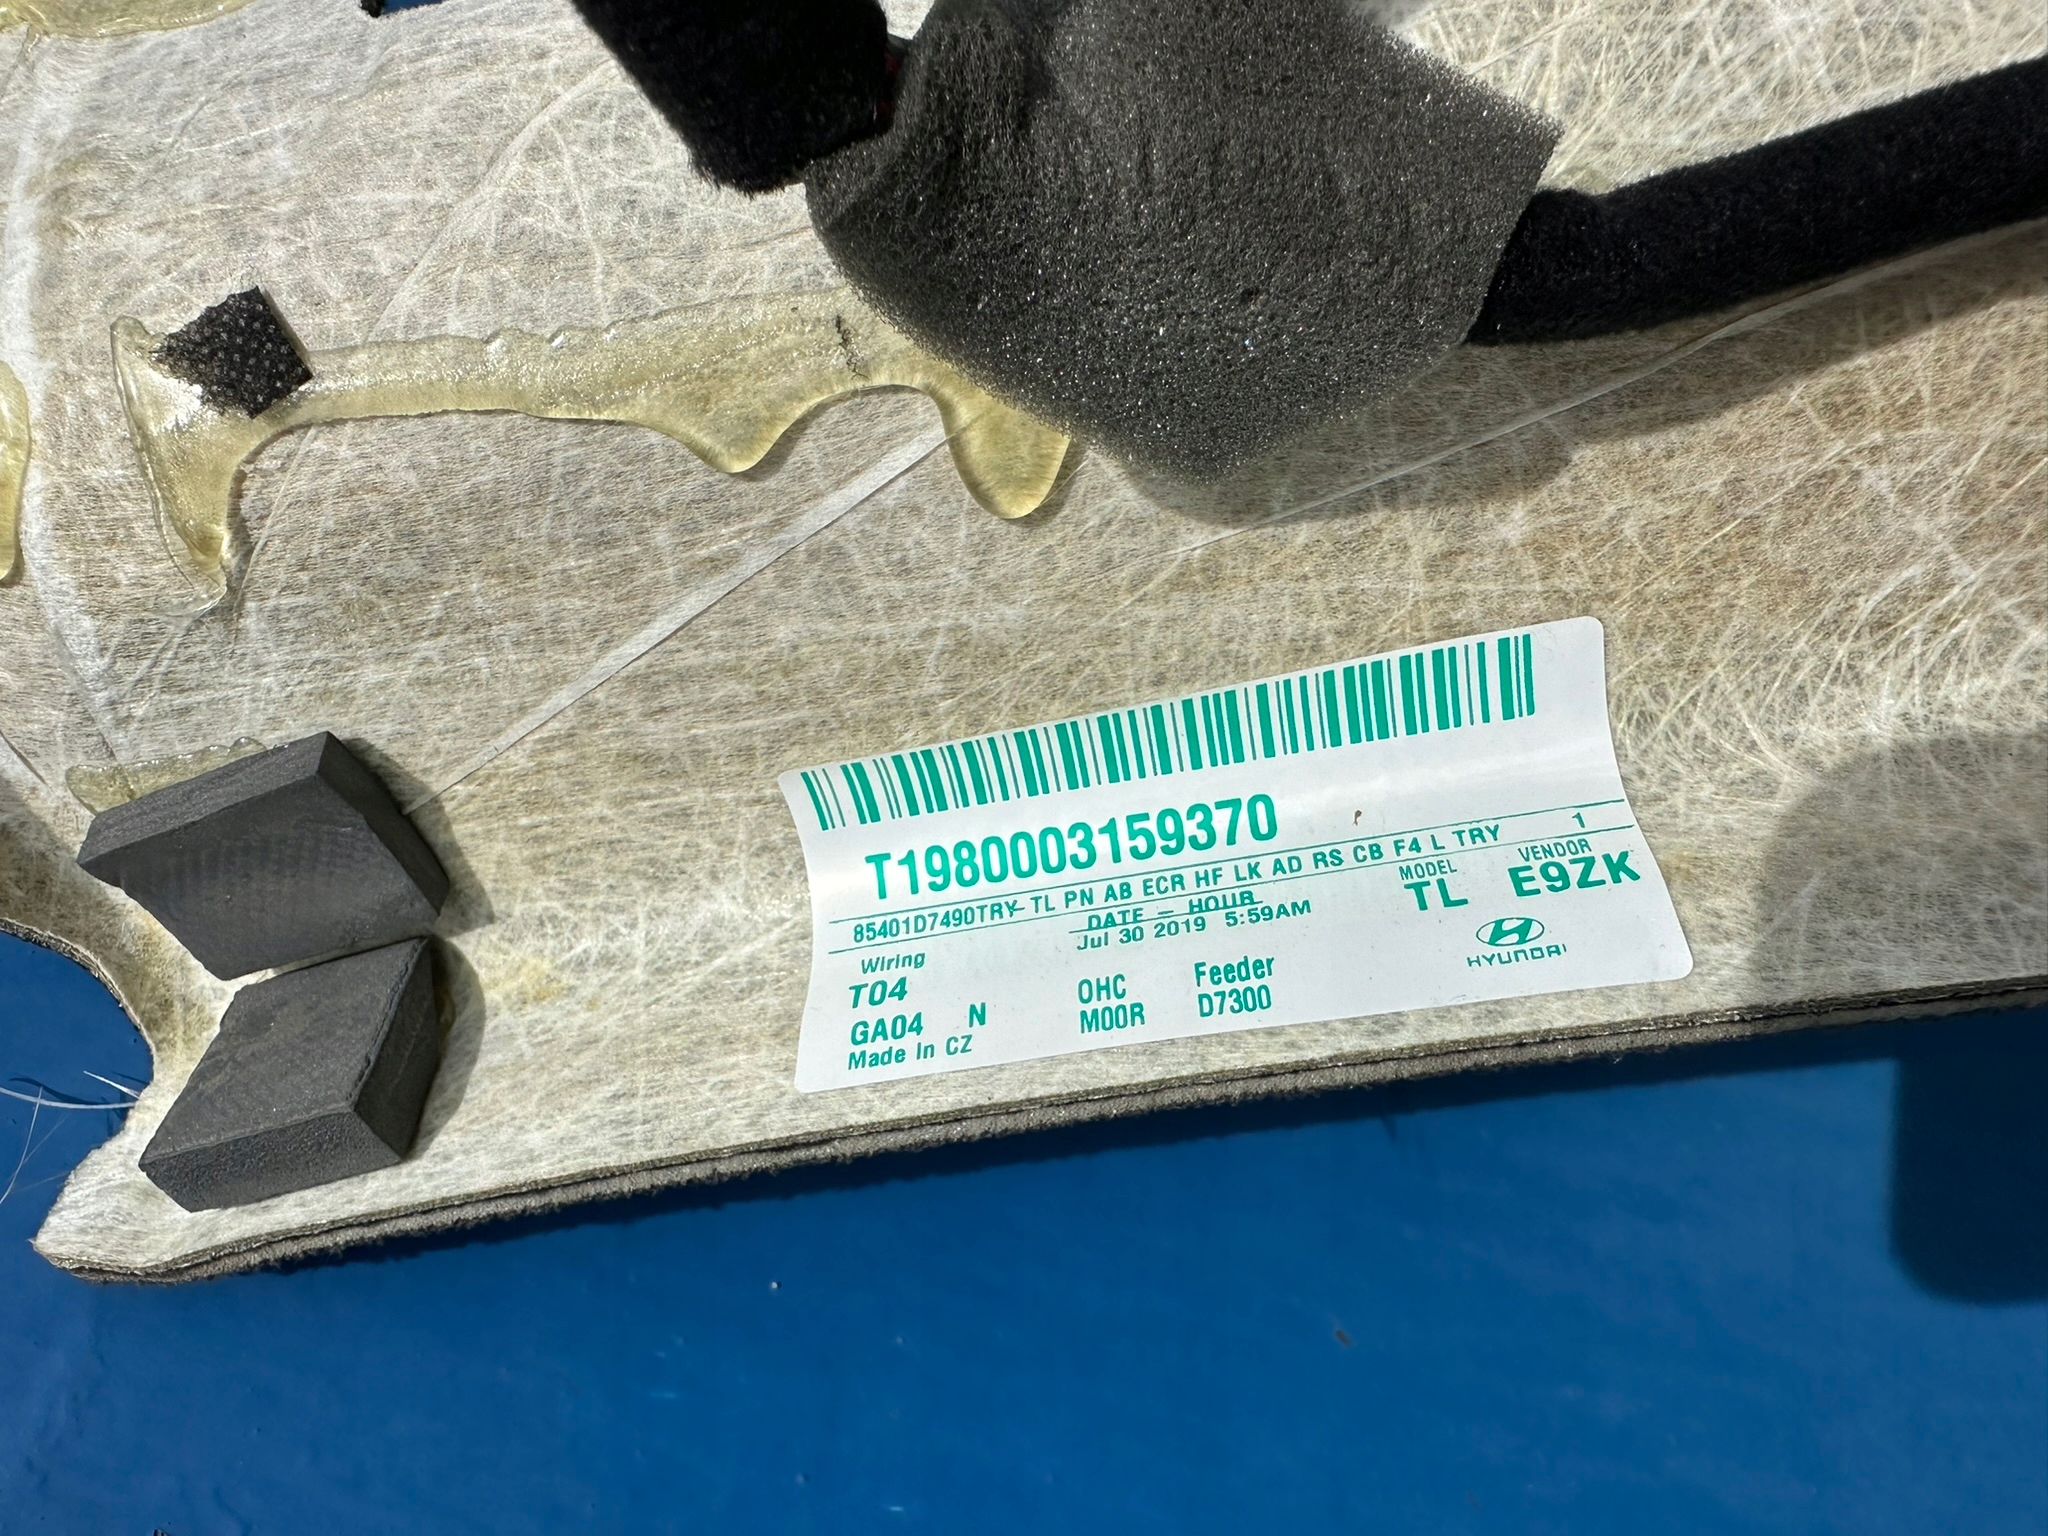 T1980003159370
85401D7490TRY- TL PN AB ECR HF LK AD RS CB F4 L TRY 1
DATE - HOUR
Jul 30 2019 5:59AM
MODEL VENDOR
TL E9ZK
Wiring
T04 OHC Feeder
GA04 N M00R D7300
Made In CZ
HYUNDAI